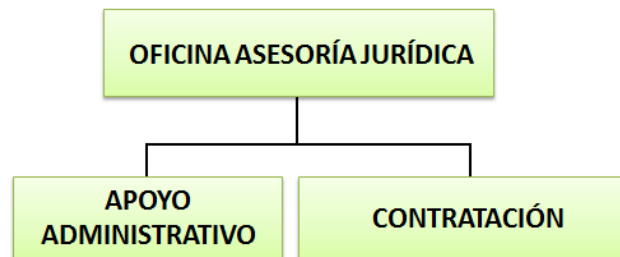 OFICINA ASESORÍA JURÍDICA
APOYO
ADMINISTRATIVO
CONTRATACIÓN